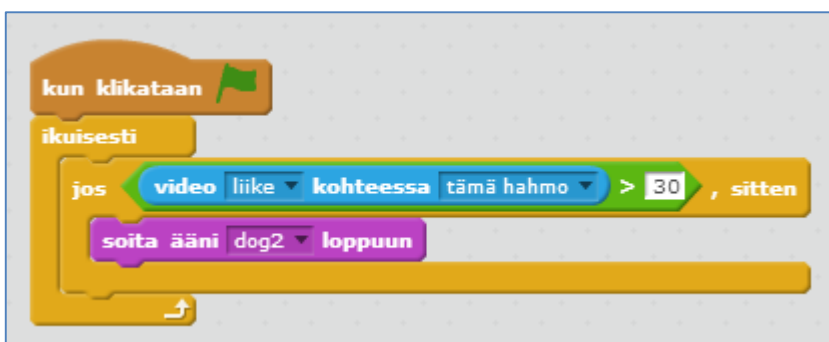 kun klikataan
ikuisesti
jos video liike kohteessa tämä hahmo > 30 , sitten
soita ääni dog2 loppuun